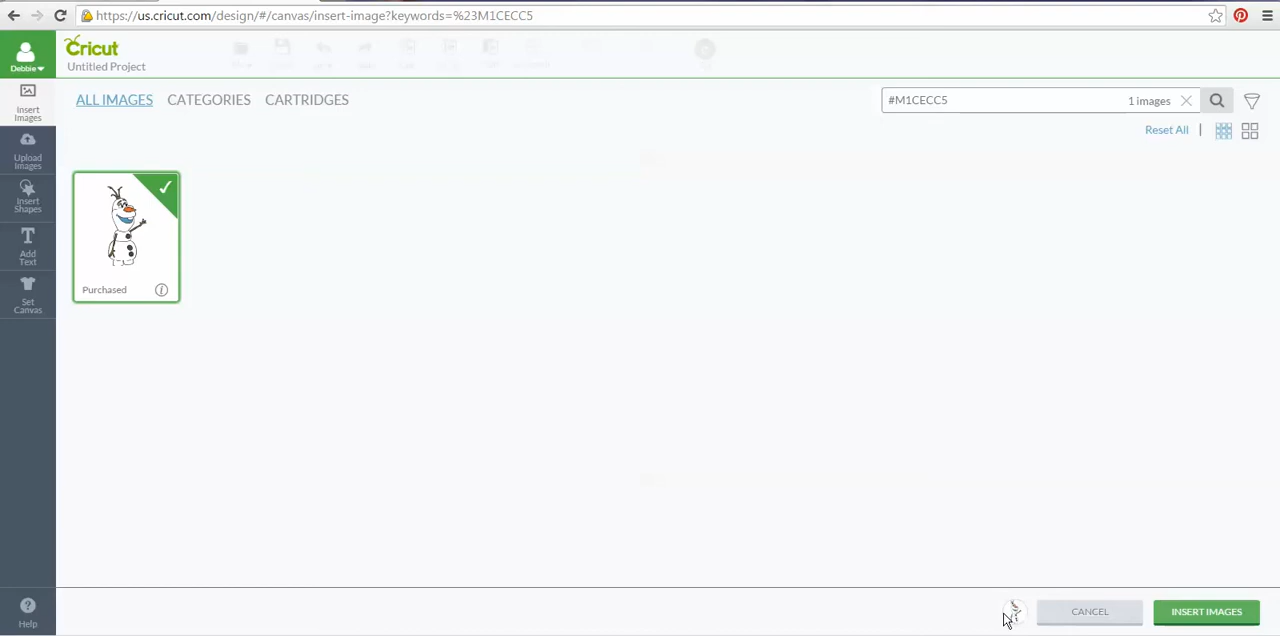 https://us.cricut.com/design/#/canvas/insert-image?keywords=%23M1CECC5
Debbie
Cricut
Untitled Project
Insert
Images
ALL IMAGES
CATEGORIES
CARTRIDGES
#M1CECC5
1 images
Reset All
Upload
Images
Insert
Shapes
Add
Text
Set
Canvas
Purchased
Help
CANCEL
INSERT IMAGES